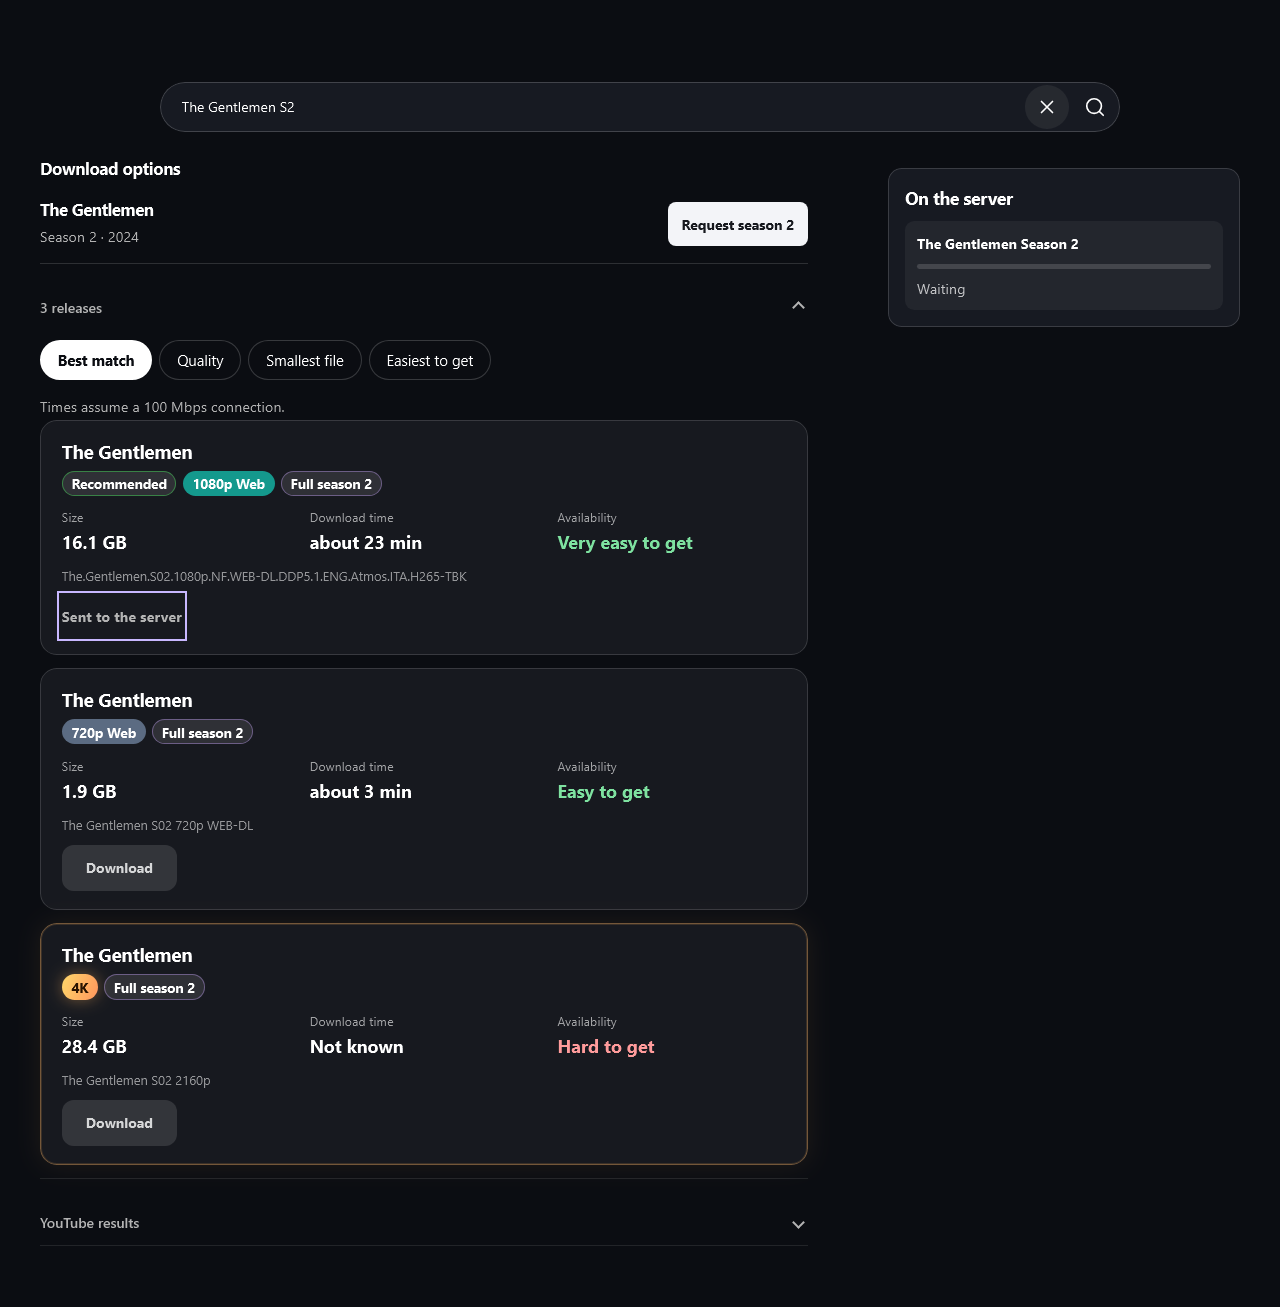 The Gentlemen S2
Download options
The Gentlemen
Season 2 · 2024
Request season 2
3 releases
Best match
Quality
Smallest file
Easiest to get
Times assume a 100 Mbps connection.
The Gentlemen
Recommended
1080p Web
Full season 2
Size
Download time
Availability
16.1 GB
about 23 min
Very easy to get
The.Gentlemen.S02.1080p.NF.WEB-DL.DDP5.1.ENG.Atmos.ITA.H265-TBK
Sent to the server
The Gentlemen
720p Web
Full season 2
Size
Download time
Availability
1.9 GB
about 3 min
Easy to get
The Gentlemen S02 720p WEB-DL
Download
The Gentlemen
4K
Full season 2
Size
Download time
Availability
28.4 GB
Not known
Hard to get
The Gentlemen S02 2160p
Download
YouTube results
On the server
The Gentlemen Season 2
Waiting